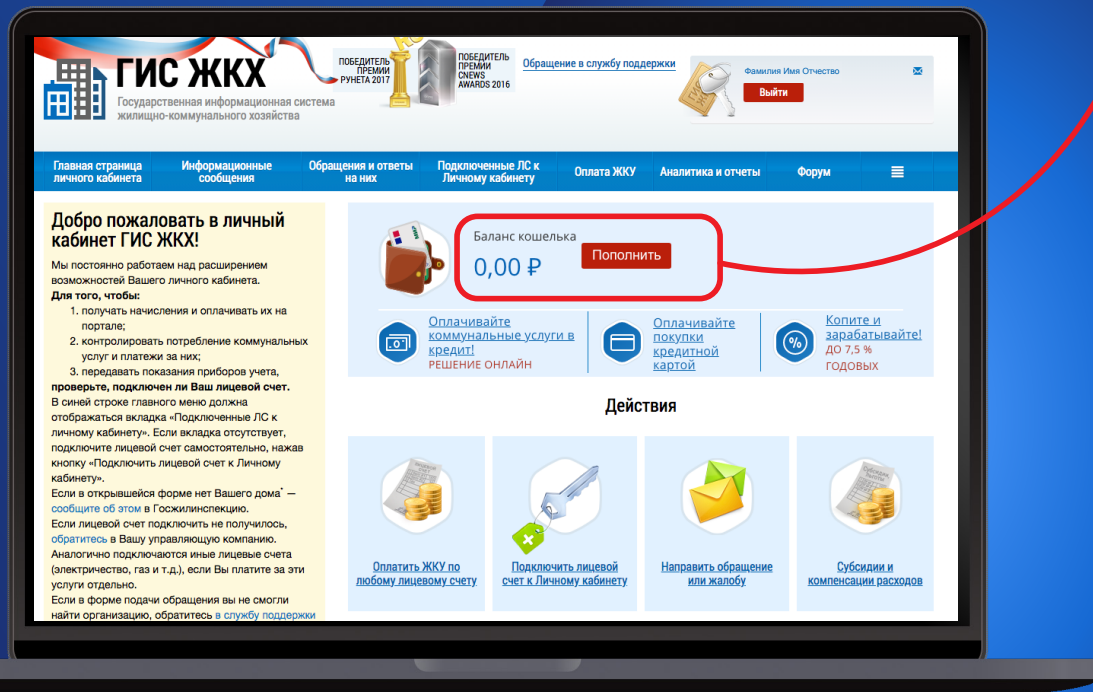 ГИС ЖКХ
Государственная информационная система
жилищно-коммунального хозяйства
ПОБЕДИТЕЛЬ
ПРЕМИИ
РУНЕТА 2017
ПОБЕДИТЕЛЬ
ПРЕМИИ
CNEWS
AWARDS 2016
Обращение в службу поддержки
Фамилия Имя Отчество
Выйти
Главная страница
личного кабинета
Информационные
сообщения
Обращения и ответы
на них
Подключенные ЛС к
Личному кабинету
Оплата ЖКУ
Аналитика и отчеты
Форум
Добро пожаловать в личный
кабинет ГИС ЖКХ!
Мы постоянно работаем над расширением
возможностей Вашего личного кабинета.
Для того, чтобы:
1. получать начисления и оплачивать их на
портале;
2. контролировать потребление коммунальных
услуг и платежи за них;
3. передавать показания приборов учета,
проверьте, подключен ли Ваш лицевой счет.
В синей строке главного меню должна
отображаться вкладка «Подключенные ЛС к
личному кабинету». Если вкладка отсутствует,
подключите лицевой счет самостоятельно, нажав
кнопку «Подключить лицевой счет к Личному
кабинету».
Если в открывшейся форме нет Вашего дома* —
сообщите об этом в Госжилинспекцию.
Если лицевой счет подключить не получилось,
обратитесь в Вашу управляющую компанию.
Аналогично подключаются иные лицевые счета
(электричество, газ и т.д.), если Вы платите за эти
услуги отдельно.
Если в форме подачи обращения вы не смогли
найти организацию, обратитесь в службу поддержки
Баланс кошелька
0,00 ₽
Пополнить
Оплачивайте
коммунальные услуги в
кредит!
РЕШЕНИЕ ОНЛАЙН
Оплачивайте
покупки
кредитной
картой
Копите и
зарабатывайте!
ДО 7,5 %
ГОДОВЫХ
Действия
Оплатить ЖКУ по
любому лицевому счету
Подключить лицевой
счет к Личному кабинету
Направить обращение
или жалобу
Субсидии и
компенсации расходов